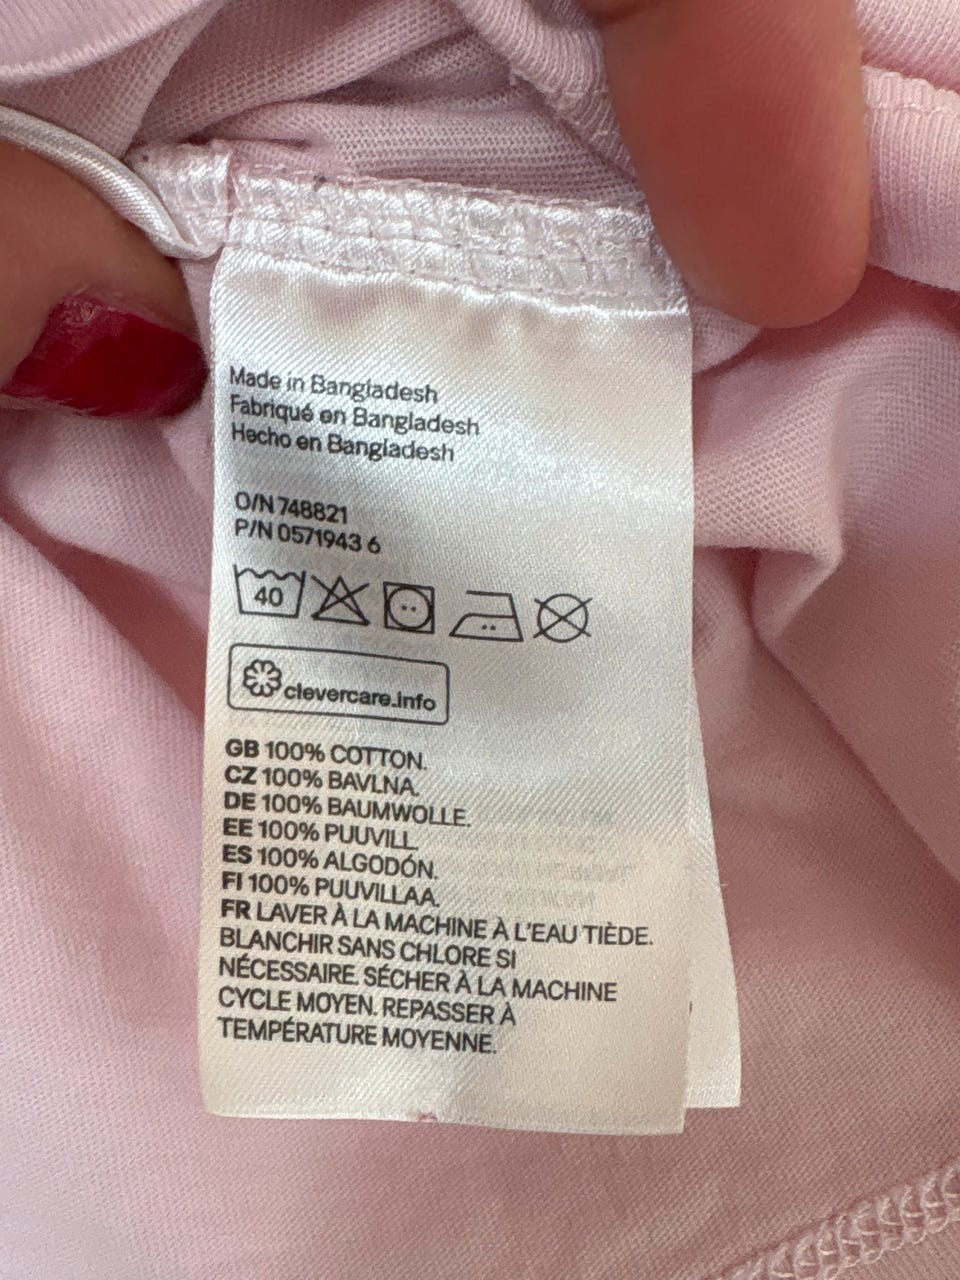 Made in Bangladesh
Fabriqué en Bangladesh
Hecho en Bangladesh
O/N 748821
P/N 0571943 6
40
clevercare.info
GB 100% COTTON.
CZ 100% BAVLNA.
DE 100% BAUMWOLLE.
EE 100% PUUVILL.
ES 100% ALGODÓN.
FI 100% PUUVILLAA.
FR LAVER À LA MACHINE À L'EAU TIÈDE.
BLANCHIR SANS CHLORE SI
NÉCESSAIRE. SÉCHER À LA MACHINE
CYCLE MOYEN. REPASSER À
TEMPÉRATURE MOYENNE.